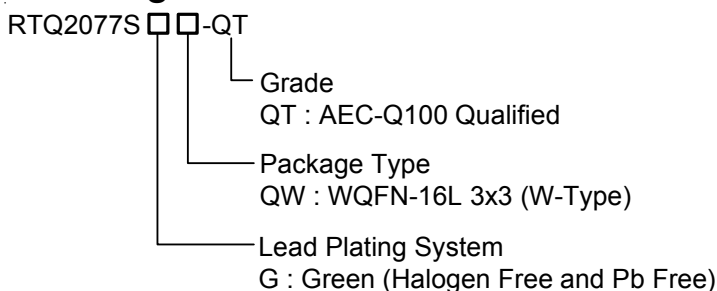 RTQ2077S□□-QT
Grade
QT : AEC-Q100 Qualified
Package Type
QW : WQFN-16L 3x3 (W-Type)
Lead Plating System
G : Green (Halogen Free and Pb Free)